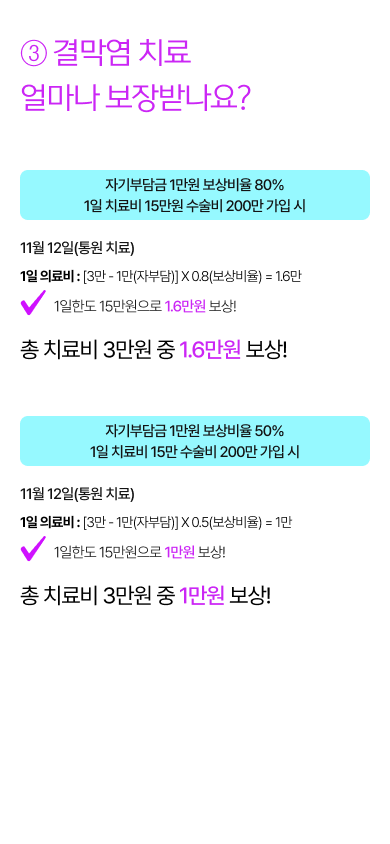 ③ 결막염 치료
얼마나 보장받나요?
자기부담금 1만원 보상비율 80%
1일 치료비 15만원 수술비 200만 가입 시
11월 12일(통원 치료)
1일 의료비 : [3만 - 1만(자부담)] X 0.8(보상비율) = 1.6만
1일한도 15만원으로 1.6만원 보상!
총 치료비 3만원 중 1.6만원 보상!
자기부담금 1만원 보상비율 50%
1일 치료비 15만 수술비 200만 가입 시
11월 12일(통원 치료)
1일 의료비 : [3만 - 1만(자부담)] X 0.5(보상비율) = 1만
1일한도 15만원으로 1만원 보상!
총 치료비 3만원 중 1만원 보상!